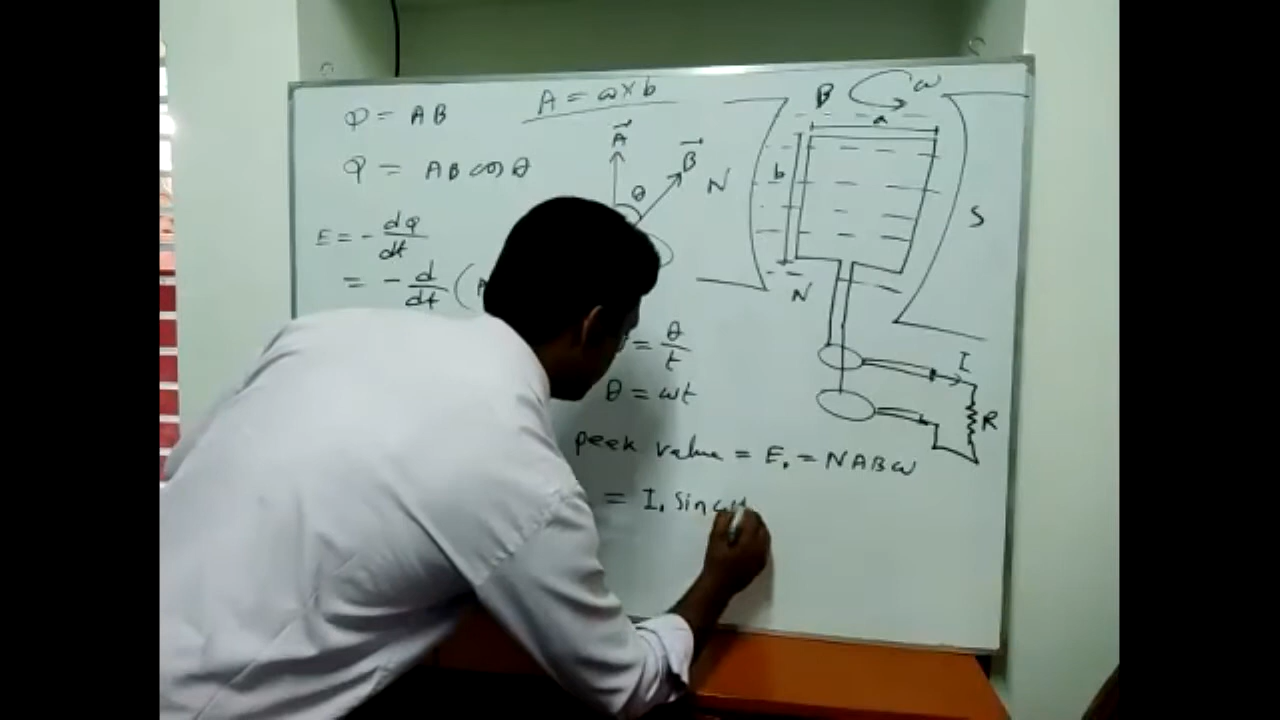 φ = AB
A = a×b
φ = AB cos θ
A⃗
θ
B⃗
E = - dφ/dt
= - d/dt (A
= θ/t
θ = ωt
peek value = E₀ = NABω
= I₀ sin ω
B
ω
a
b
N
S
N
I
R